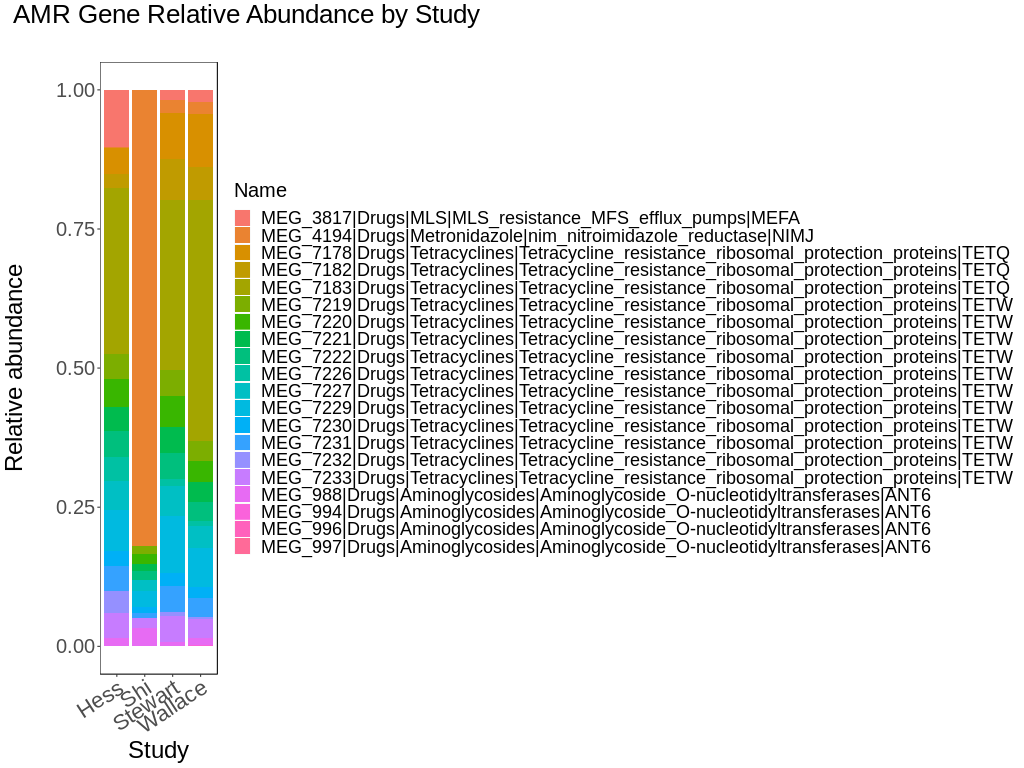 AMR Gene Relative Abundance by Study
Relative abundance
1.00
0.75
0.50
0.25
0.00
Hess
Shi
Stewart
Wallace
Study
Name
MEG_3817|Drugs|MLS|MLS_resistance_MFS_efflux_pumps|MEFA
MEG_4194|Drugs|Metronidazole|nim_nitroimidazole_reductase|NIMJ
MEG_7178|Drugs|Tetracyclines|Tetracycline_resistance_ribosomal_protection_proteins|TETQ
MEG_7182|Drugs|Tetracyclines|Tetracycline_resistance_ribosomal_protection_proteins|TETQ
MEG_7183|Drugs|Tetracyclines|Tetracycline_resistance_ribosomal_protection_proteins|TETQ
MEG_7219|Drugs|Tetracyclines|Tetracycline_resistance_ribosomal_protection_proteins|TETW
MEG_7220|Drugs|Tetracyclines|Tetracycline_resistance_ribosomal_protection_proteins|TETW
MEG_7221|Drugs|Tetracyclines|Tetracycline_resistance_ribosomal_protection_proteins|TETW
MEG_7222|Drugs|Tetracyclines|Tetracycline_resistance_ribosomal_protection_proteins|TETW
MEG_7226|Drugs|Tetracyclines|Tetracycline_resistance_ribosomal_protection_proteins|TETW
MEG_7227|Drugs|Tetracyclines|Tetracycline_resistance_ribosomal_protection_proteins|TETW
MEG_7229|Drugs|Tetracyclines|Tetracycline_resistance_ribosomal_protection_proteins|TETW
MEG_7230|Drugs|Tetracyclines|Tetracycline_resistance_ribosomal_protection_proteins|TETW
MEG_7231|Drugs|Tetracyclines|Tetracycline_resistance_ribosomal_protection_proteins|TETW
MEG_7232|Drugs|Tetracyclines|Tetracycline_resistance_ribosomal_protection_proteins|TETW
MEG_7233|Drugs|Tetracyclines|Tetracycline_resistance_ribosomal_protection_proteins|TETW
MEG_988|Drugs|Aminoglycosides|Aminoglycoside_O-nucleotidyltransferases|ANT6
MEG_994|Drugs|Aminoglycosides|Aminoglycoside_O-nucleotidyltransferases|ANT6
MEG_996|Drugs|Aminoglycosides|Aminoglycoside_O-nucleotidyltransferases|ANT6
MEG_997|Drugs|Aminoglycosides|Aminoglycoside_O-nucleotidyltransferases|ANT6